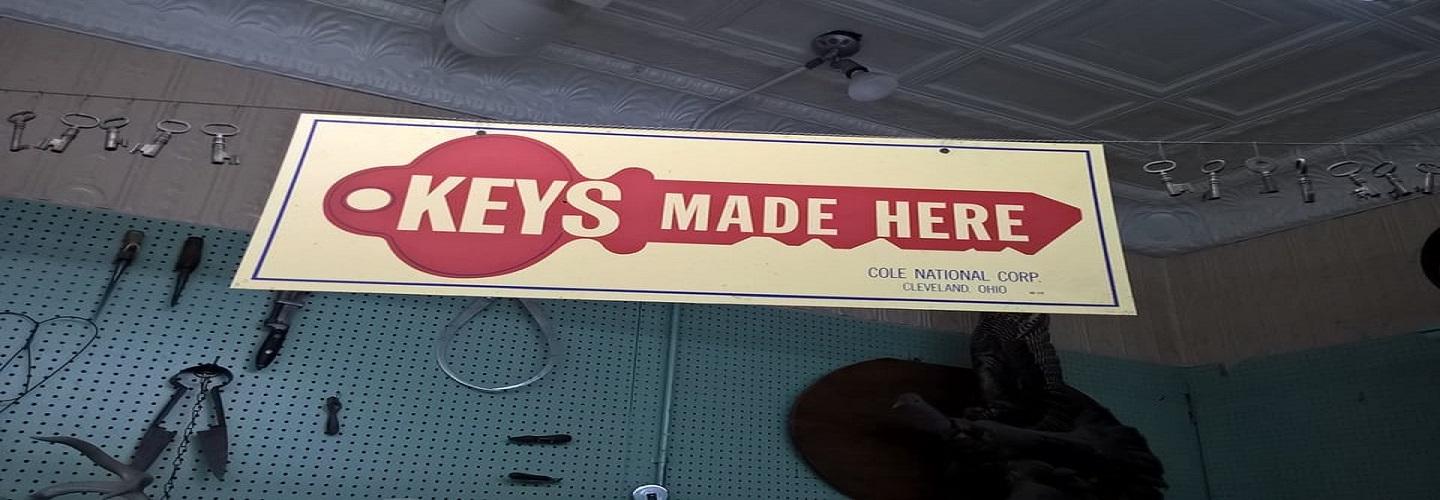 KEYS MADE HERE
COLE NATIONAL CORP.
CLEVELAND, OHIO